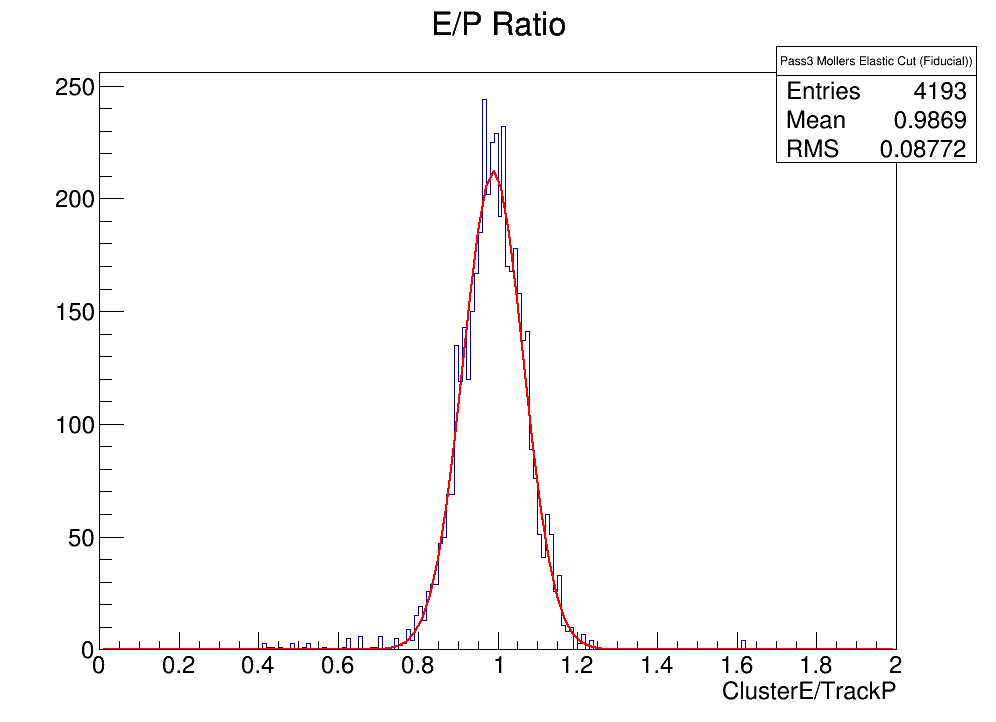 E/P Ratio
Pass3 Mollers Elastic Cut (Fiducial))
Entries 4193
Mean 0.9869
RMS 0.08772
250
200
150
100
50
0
0 0.2 0.4 0.6 0.8 1 1.2 1.4 1.6 1.8 2
ClusterE/TrackP